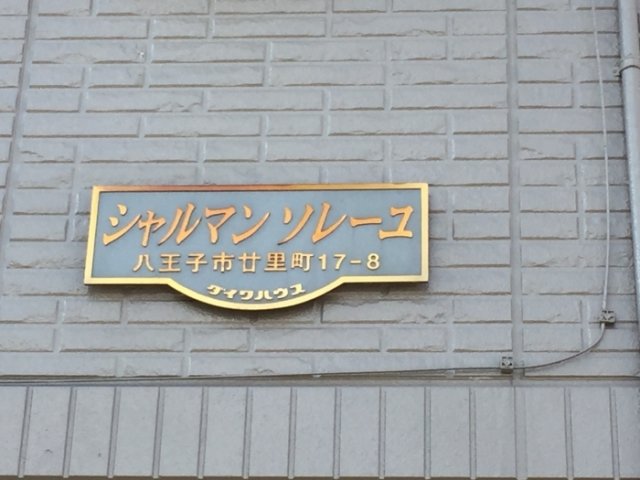 シャルマン ソレーユ
八王子市廿里町17-8
ダイワハウス